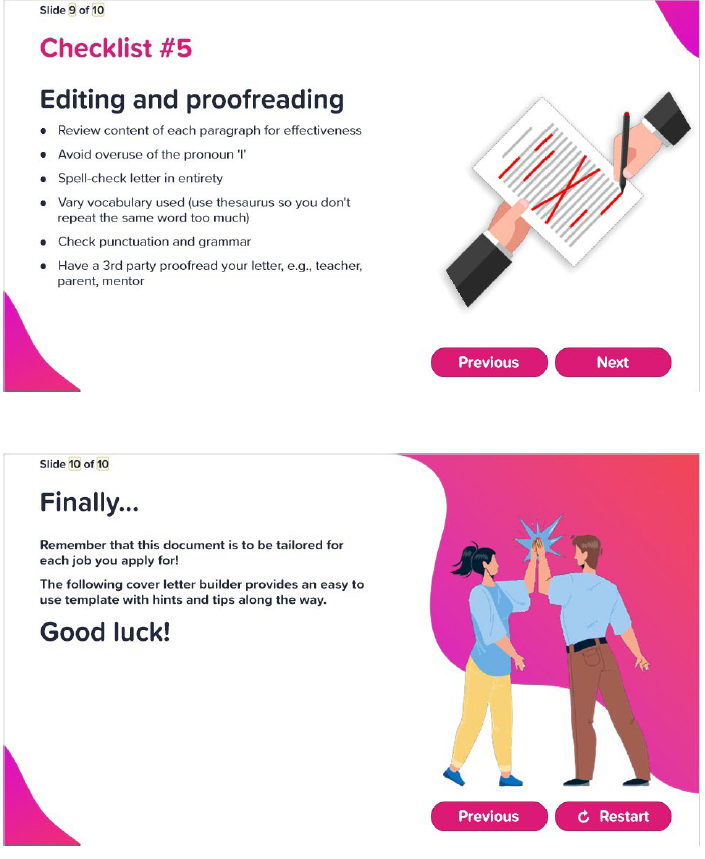 Slide 9 of 10
Checklist #5
Editing and proofreading
• Review content of each paragraph for effectiveness
• Avoid overuse of the pronoun 'I'
• Spell-check letter in entirety
• Vary vocabulary used (use thesaurus so you don't
repeat the same word too much)
• Check punctuation and grammar
• Have a 3rd party proofread your letter, e.g., teacher,
parent, mentor
Previous
Next
Slide 10 of 10
Finally...
Remember that this document is to be tailored for
each job you apply for!
The following cover letter builder provides an easy to
use template with hints and tips along the way.
Good luck!
Previous
Restart